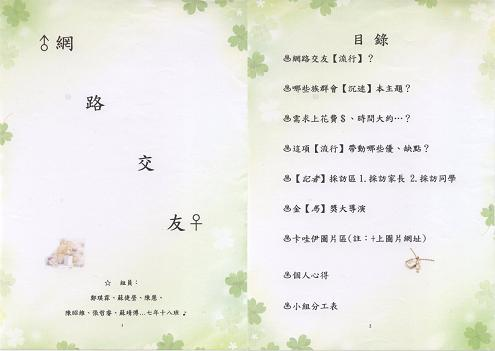 ♂網
路
交
友♀
☆ 組員：
鄭琪霏、蘇倢瑩、陳恩、
陳昭維、張哲睿、蘇靖博…七年十八班♪
1
目 錄
♨網路交友【流行】？
♨哪些族群會【沉迷】本主題？
♨需求上花費$、時間大約…？
♨這項【流行】帶動哪些優、缺點？
♨【記者】採訪區 1.採訪家長 2.採訪同學
♨金【馬】獎大導演
♨卡哇伊圖片區(註：+上圖片網址)
♨個人心得
♨小組分工表
2